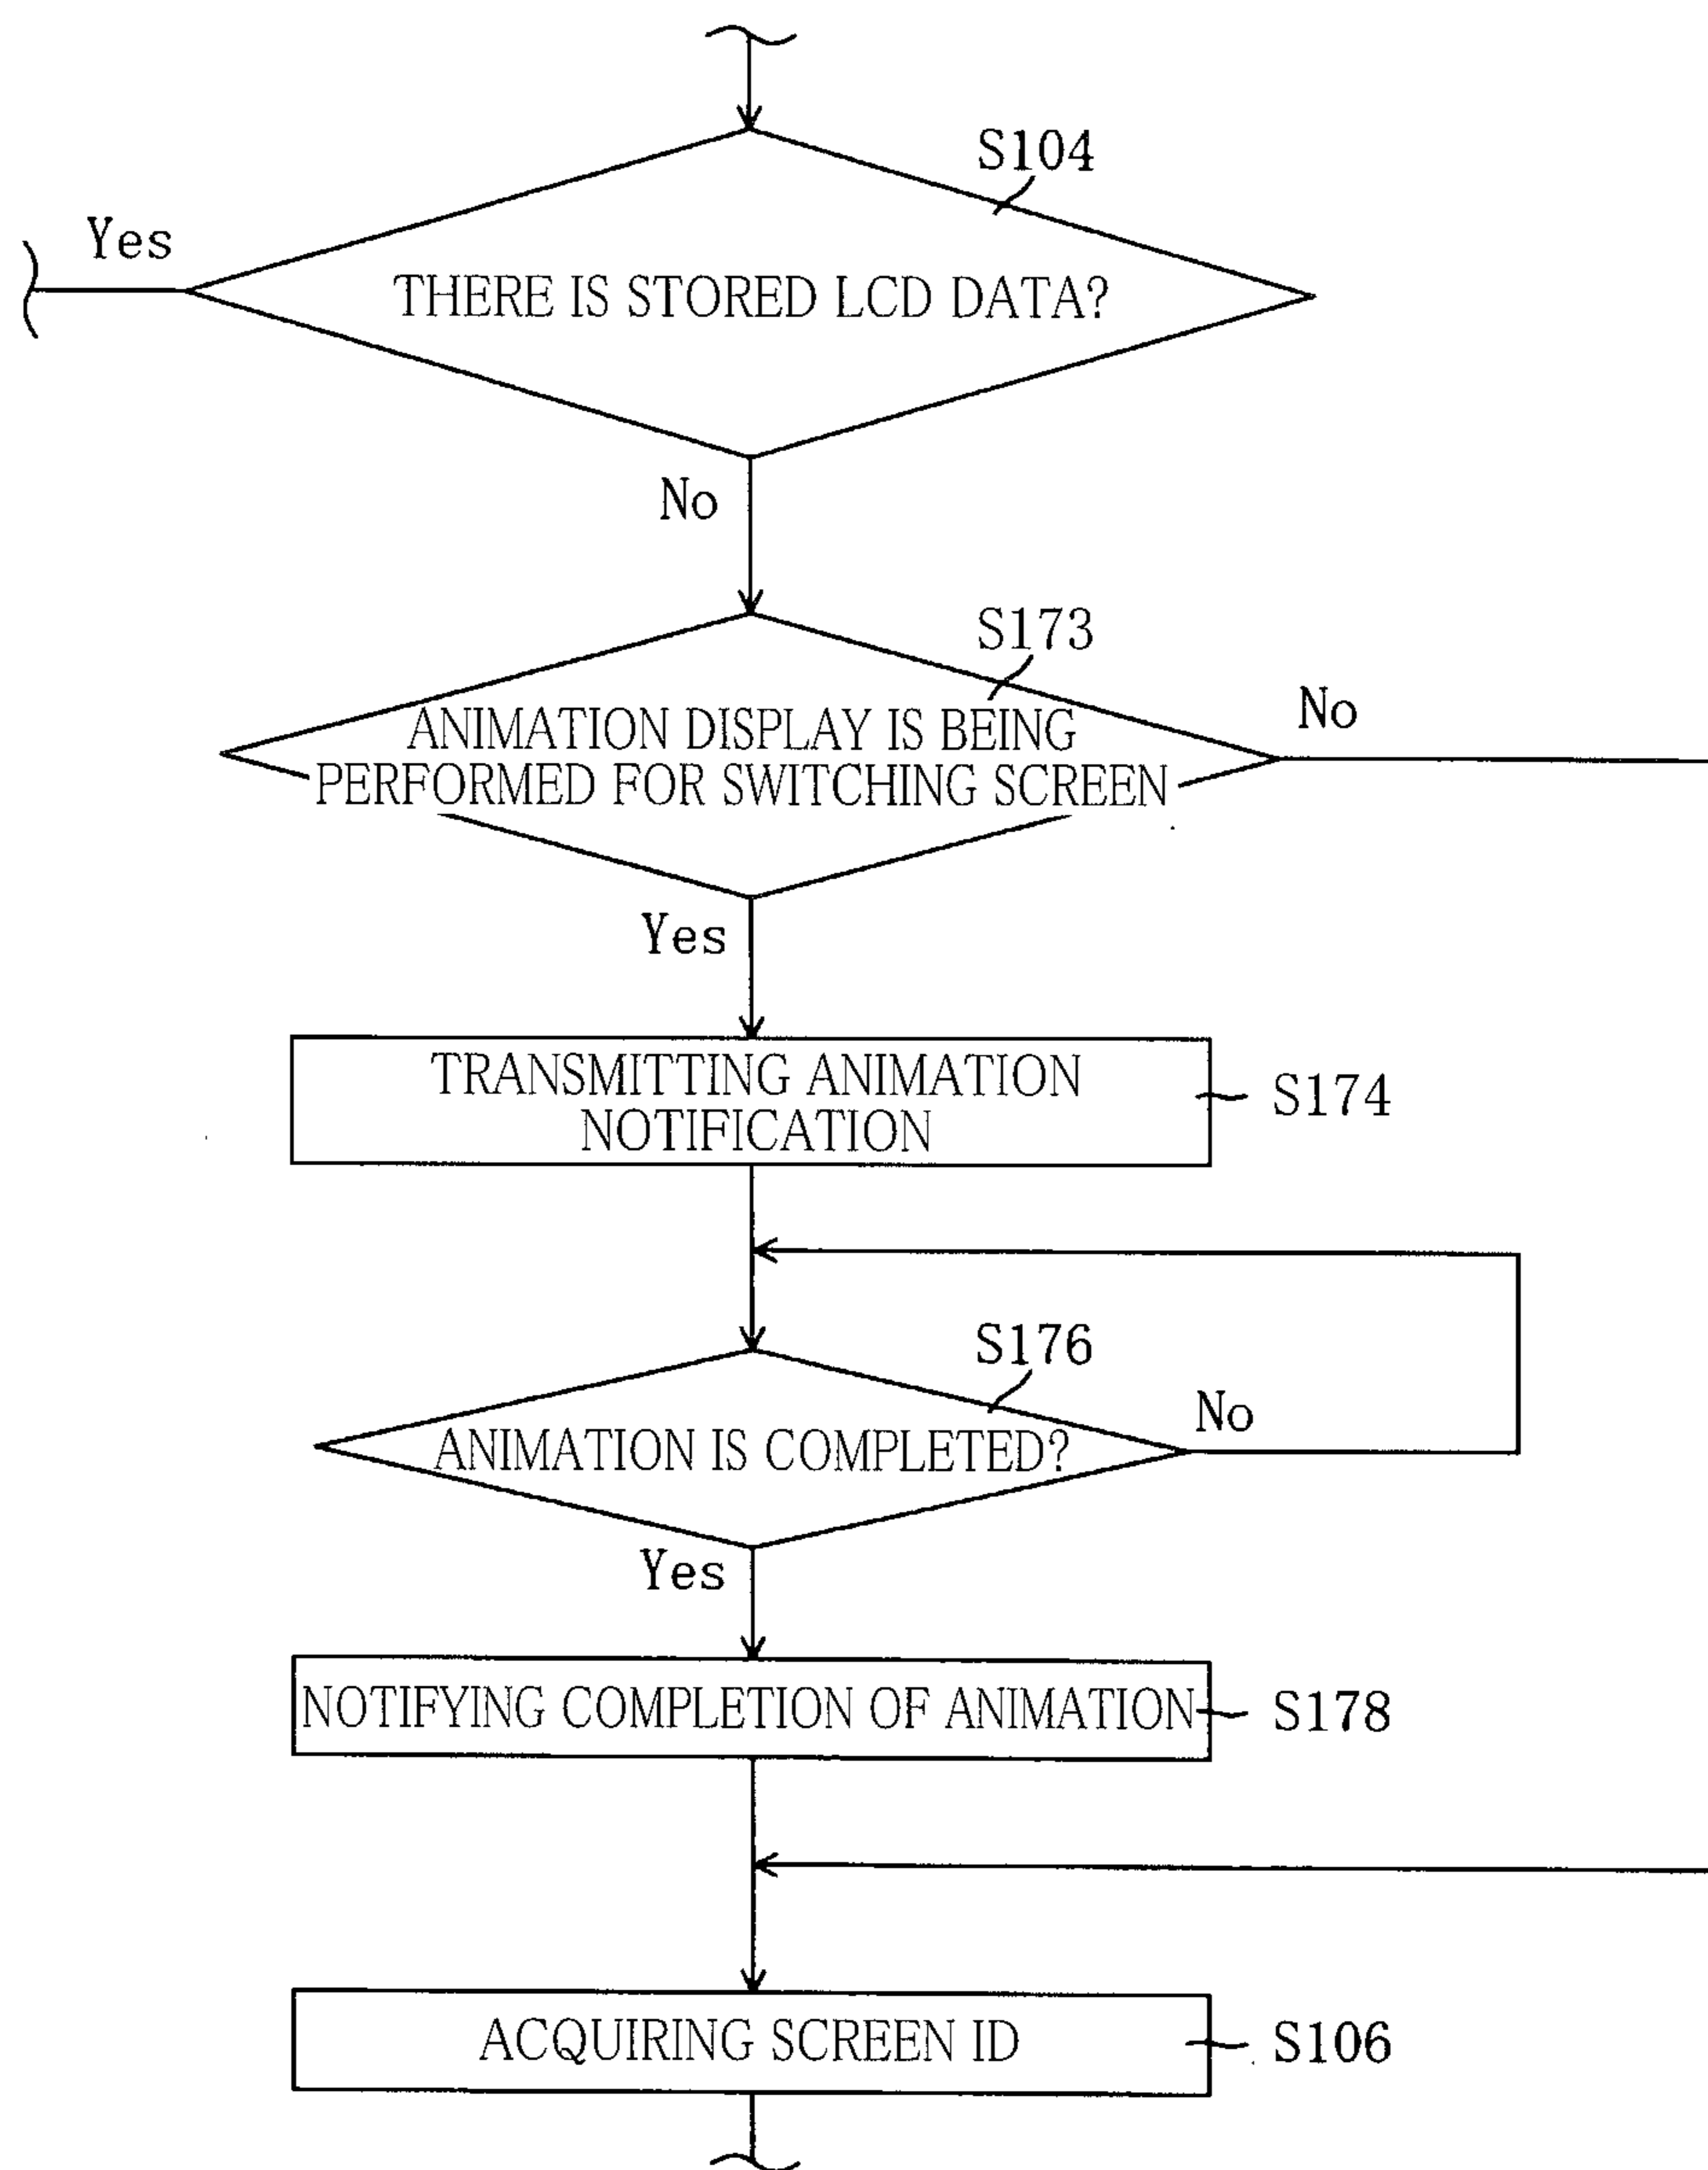 S104
Yes
THERE IS STORED LCD DATA?
No
S173
No
ANIMATION DISPLAY IS BEING
PERFORMED FOR SWITCHING SCREEN
Yes
TRANSMITTING ANIMATION
NOTIFICATION
S174
S176
No
ANIMATION IS COMPLETED?
Yes
NOTIFYING COMPLETION OF ANIMATION
S178
ACQUIRING SCREEN ID
S106